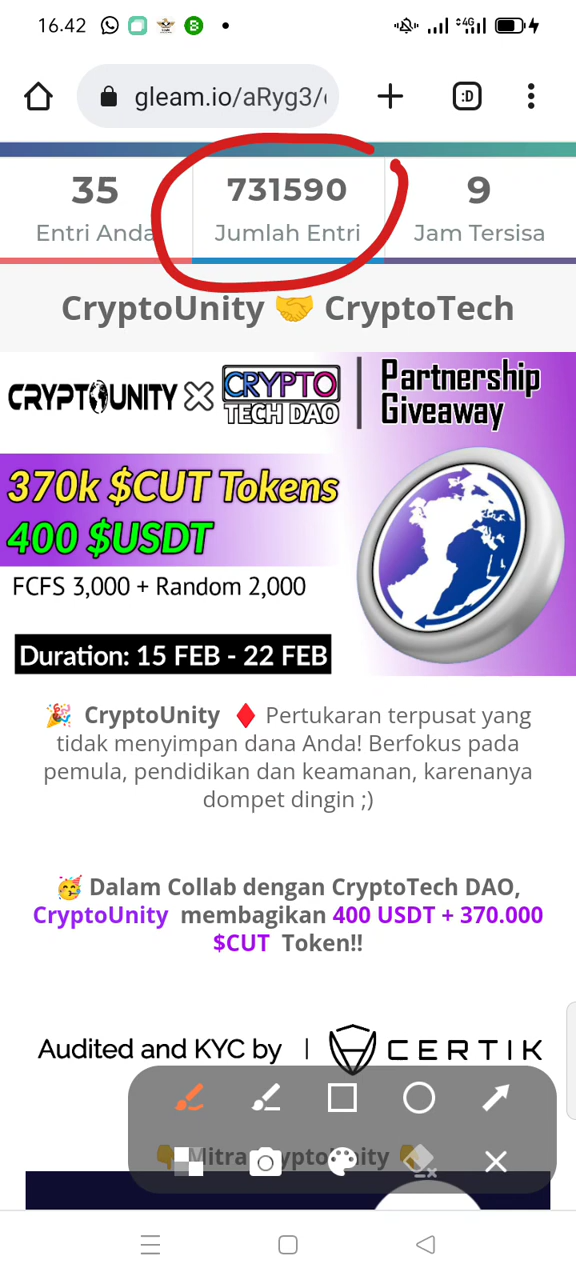 16.42
4G
gleam.io/aRyg3/
:D
35
731590
9
Entri Anda
Jumlah Entri
Jam Tersisa
CryptoUnity 🤝 CryptoTech
CRYPTOUNITY X CRYPTO TECH DAO
Partnership
Giveaway
370k $CUT Tokens
400 $USDT
FCFS 3,000 + Random 2,000
Duration: 15 FEB - 22 FEB
🎉 CryptoUnity ♦️ Pertukaran terpusat yang
tidak menyimpan dana Anda! Berfokus pada
pemula, pendidikan dan keamanan, karenanya
dompet dingin ;)
🥳 Dalam Collab dengan CryptoTech DAO,
CryptoUnity membagikan 400 USDT + 370.000
$CUT Token!!
Audited and KYC by | CERTIK
👇 Mitra CryptoUnity 👇